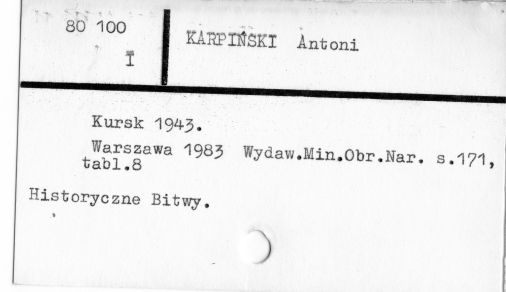 80 100
I
KARPIŃSKI Antoni
Kursk 1943.
Warszawa 1983 Wydaw.Min.Obr.Nar. s.171,
tabl.8
Historyczne Bitwy.